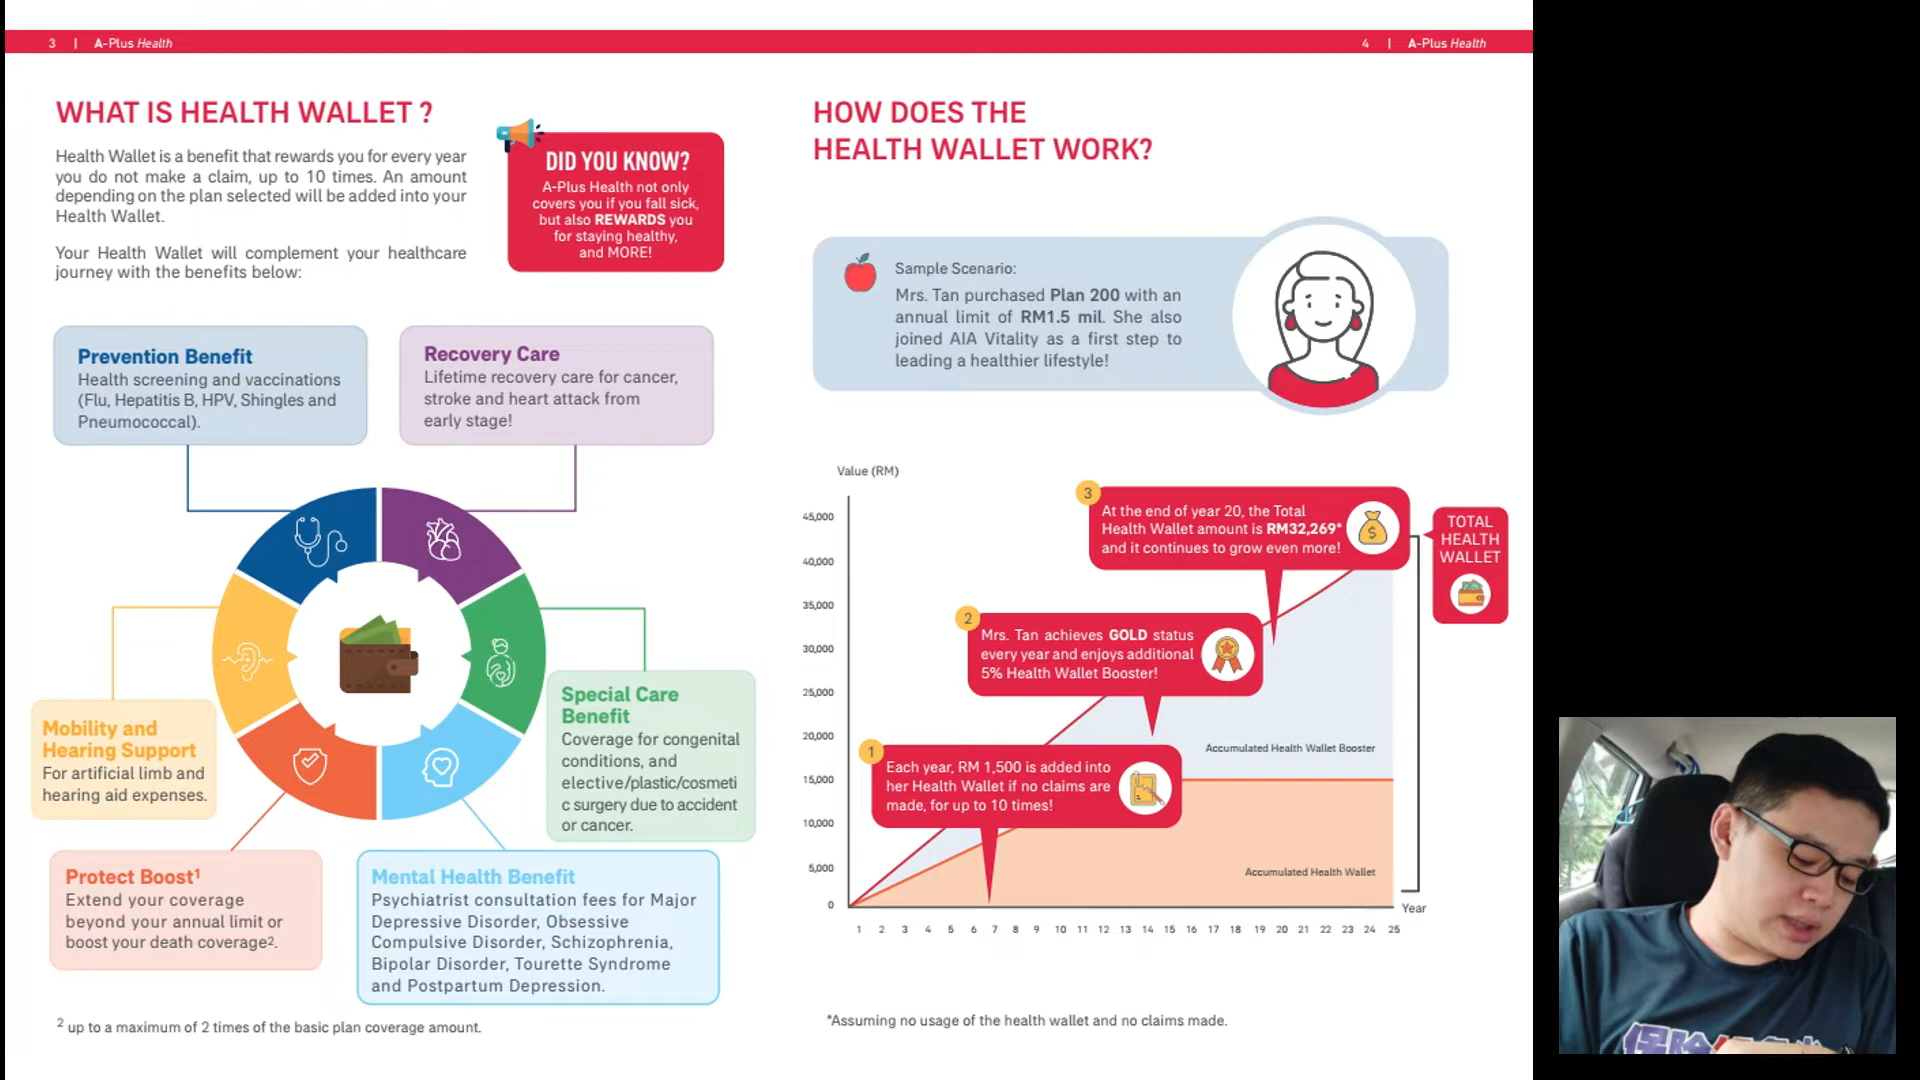 3 | A-Plus Health
4 | A-Plus Health
WHAT IS HEALTH WALLET ?
Health Wallet is a benefit that rewards you for every year
you do not make a claim, up to 10 times. An amount
depending on the plan selected will be added into your
Health Wallet.
Your Health Wallet will complement your healthcare
journey with the benefits below:
DID YOU KNOW?
A-Plus Health not only
covers you if you fall sick,
but also REWARDS you
for staying healthy,
and MORE!
Prevention Benefit
Health screening and vaccinations
(Flu, Hepatitis B, HPV, Shingles and
Pneumococcal).
Recovery Care
Lifetime recovery care for cancer,
stroke and heart attack from
early stage!
Mobility and
Hearing Support
For artificial limb and
hearing aid expenses.
Special Care
Benefit
Coverage for congenital
conditions, and
elective/plastic/cosmeti
c surgery due to accident
or cancer.
Protect Boost1
Extend your coverage
beyond your annual limit or
boost your death coverage2.
Mental Health Benefit
Psychiatrist consultation fees for Major
Depressive Disorder, Obsessive
Compulsive Disorder, Schizophrenia,
Bipolar Disorder, Tourette Syndrome
and Postpartum Depression.
2 up to a maximum of 2 times of the basic plan coverage amount.
HOW DOES THE
HEALTH WALLET WORK?
Sample Scenario:
Mrs. Tan purchased Plan 200 with an
annual limit of RM1.5 mil. She also
joined AIA Vitality as a first step to
leading a healthier lifestyle!
Value (RM)
45,000
40,000
35,000
30,000
25,000
20,000
15,000
10,000
5,000
0
3
At the end of year 20, the Total
Health Wallet amount is RM32,269*
and it continues to grow even more!
TOTAL
HEALTH
WALLET
2
Mrs. Tan achieves GOLD status
every year and enjoys additional
5% Health Wallet Booster!
1
Each year, RM 1,500 is added into
her Health Wallet if no claims are
made, for up to 10 times!
Accumulated Health Wallet Booster
Accumulated Health Wallet
Year
1 2 3 4 5 6 7 8 9 10 11 12 13 14 15 16 17 18 19 20 21 22 23 24 25
*Assuming no usage of the health wallet and no claims made.
保險